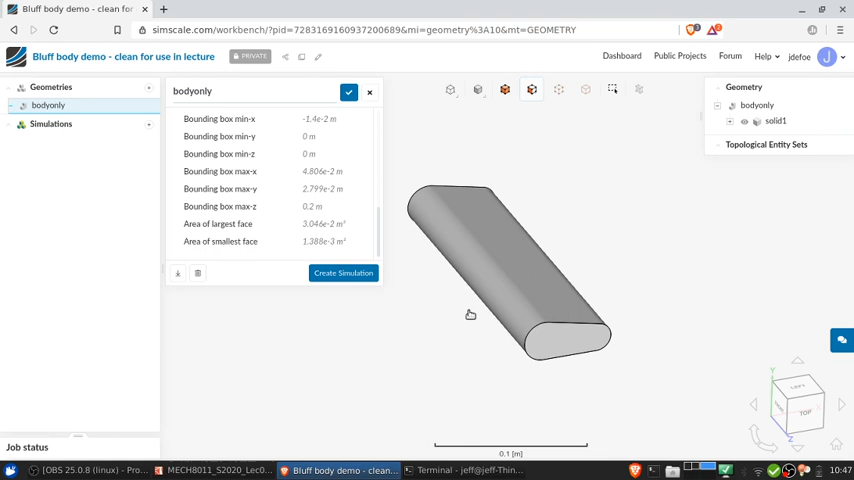 (1) SimScale Workbench
simscale.com/workbench/?pid=7283169160937200689&mi=geometry%3A10&mt=GEOMETRY
Bluff body demo - clean for use in lecture
PRIVATE
Dashboard
Public Projects
Forum
Help
jdefoe
J
Geometries
bodyonly
Simulations
bodyonly
Bounding box min-x -1.4e-2 m
Bounding box min-y 0 m
Bounding box min-z 0 m
Bounding box max-x 4.806e-2 m
Bounding box max-y 2.799e-2 m
Bounding box max-z 0.2 m
Area of largest face 3.046e-2 m²
Area of smallest face 1.388e-3 m²
Create Simulation
Geometry
bodyonly
solid1
Topological Entity Sets
Y
LEFT
TOP
Z
0.1 [m]
Job status
[OBS 25.0.8 (linux) - Pro...
MECH8011_S2020_Lec0...
Bluff body demo - clean...
Terminal - jeff@jeff-Thin...
10:47